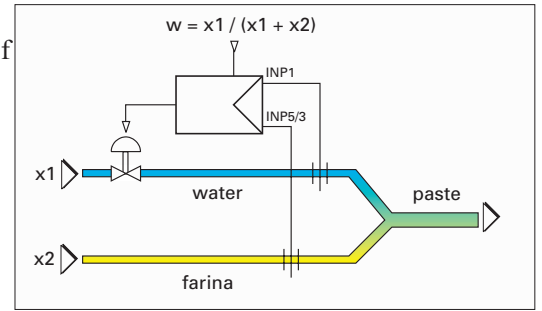 w = x1 / (x1 + x2)
f
INP1
INP5/3
x1
water
paste
x2
farina